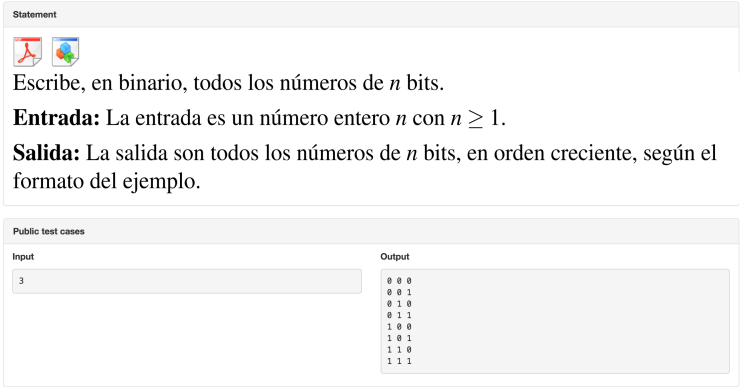 Statement
Escribe, en binario, todos los números de n bits.
Entrada: La entrada es un número entero n con n ≥ 1.
Salida: La salida son todos los números de n bits, en orden creciente, según el
formato del ejemplo.
Public test cases
Input
3
Output
0 0 0
0 0 1
0 1 0
0 1 1
1 0 0
1 0 1
1 1 0
1 1 1